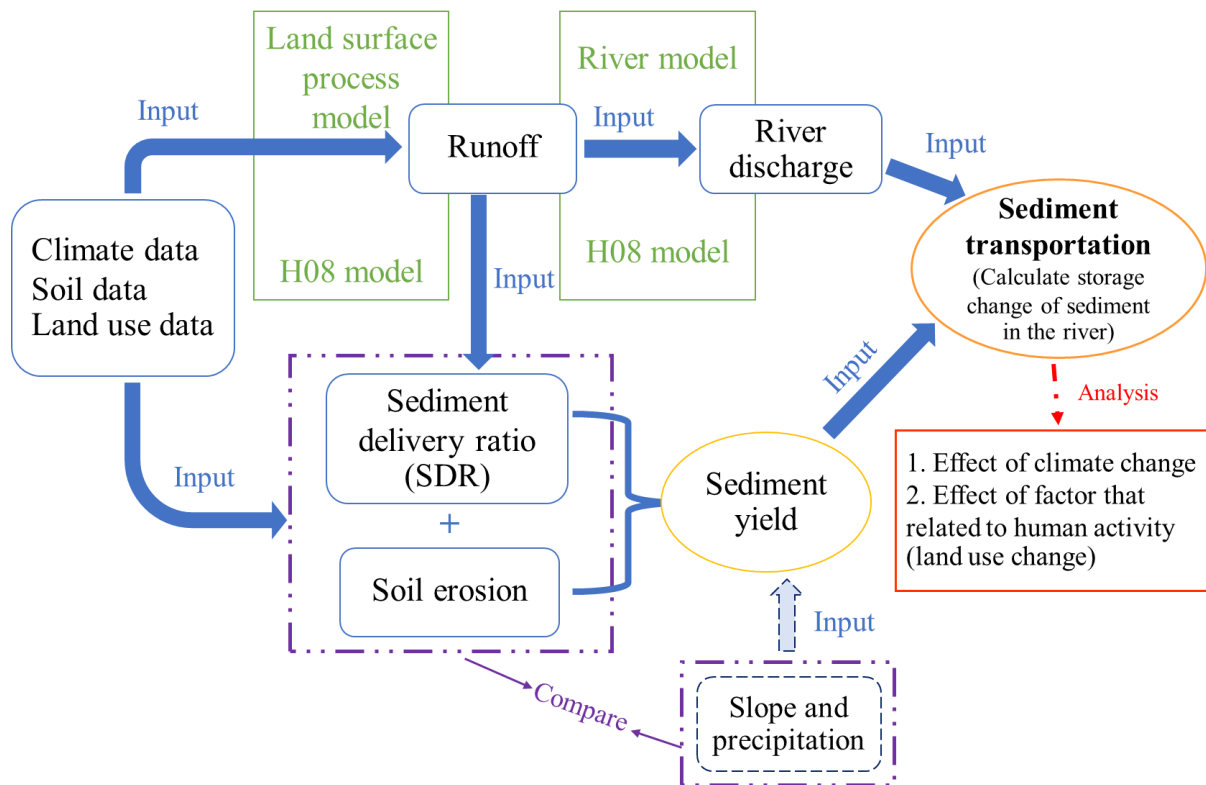 Land surface
process
model
River model
Input
Runoff
Input
River
discharge
Input
Climate data
Soil data
Land use data
H08 model
Input
H08 model
Sediment
transportation
(Calculate storage
change of sediment
in the river)
Input
Analysis
Input
Sediment
delivery ratio
(SDR)
+
Soil erosion
Sediment
yield
1. Effect of climate change
2. Effect of factor that
related to human activity
(land use change)
Input
Compare
Slope and
precipitation